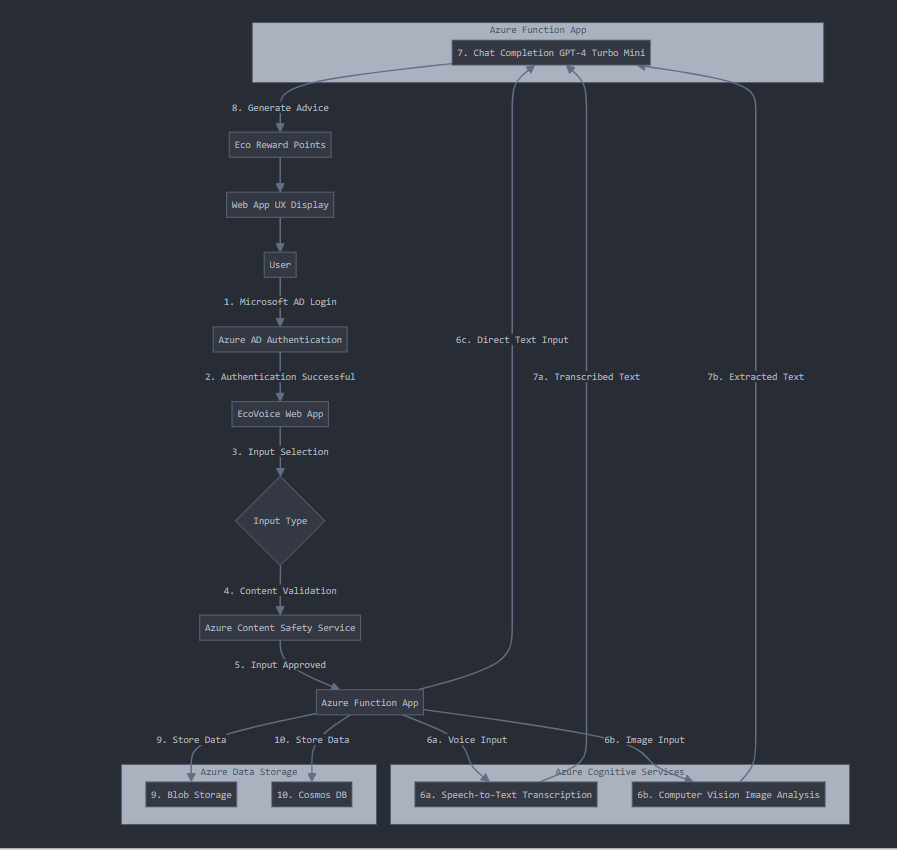 Azure Function App
7. Chat Completion GPT-4 Turbo Mini
8. Generate Advice
Eco Reward Points
Web App UX Display
User
1. Microsoft AD Login
Azure AD Authentication
6c. Direct Text Input
2. Authentication Successful
7a. Transcribed Text
7b. Extracted Text
EcoVoice Web App
3. Input Selection
Input Type
4. Content Validation
Azure Content Safety Service
5. Input Approved
Azure Function App
9. Store Data
10. Store Data
6a. Voice Input
6b. Image Input
Azure Data Storage
Azure Cognitive Services
9. Blob Storage
10. Cosmos DB
6a. Speech-to-Text Transcription
6b. Computer Vision Image Analysis